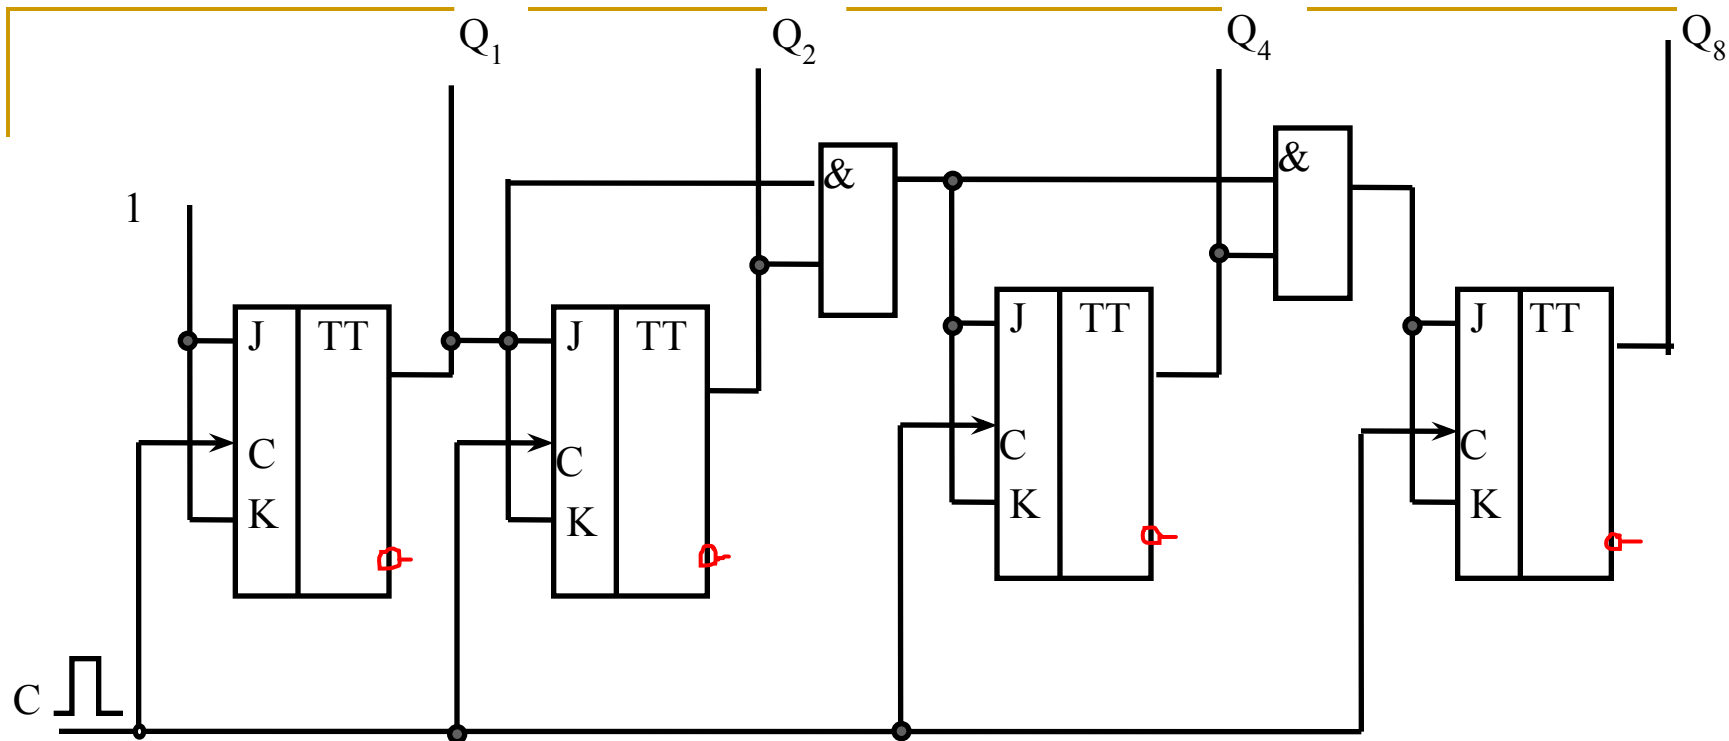 Q1 Q2 Q4 Q8
1
& &
J TT J TT J TT J TT
C C C C
K K K K
C